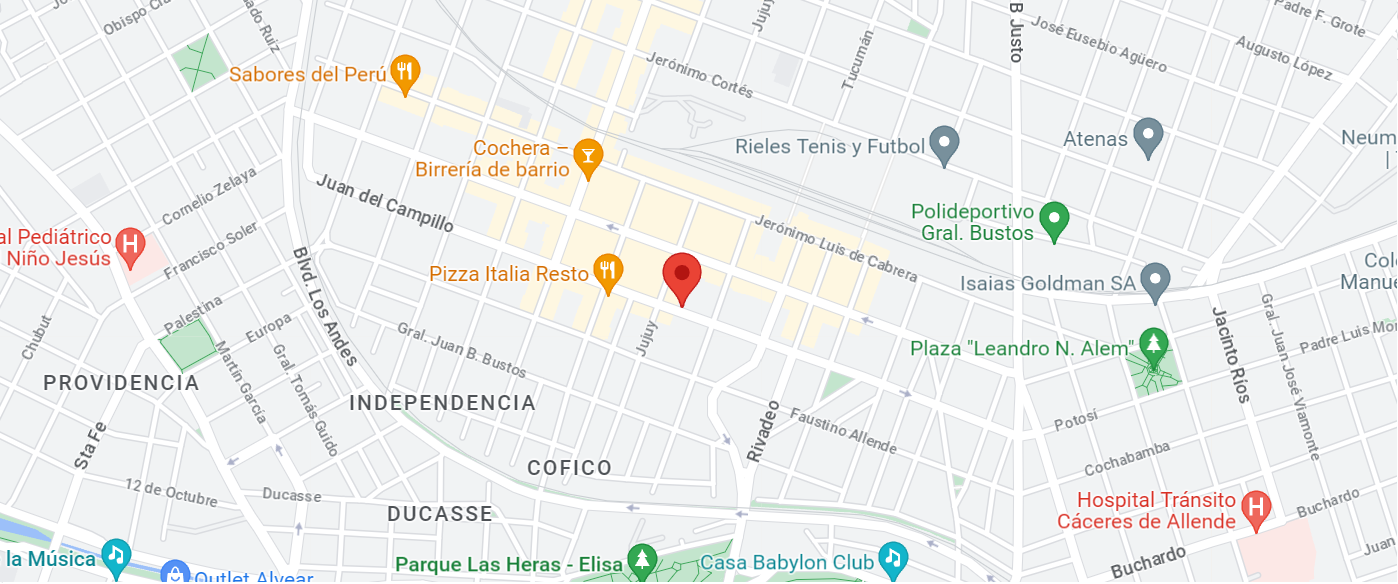 Obispo Cla
nado Ruiz
Jujuy
B. Justo
Padre F. Grote
José Eusebio Agüero
Augusto López
Tucumán
Jerónimo Cortés
Sabores del Perú
Cochera –
Birrería de barrio
Rieles Tenis y Futbol
Atenas
Neum
Cornelio Zelaya
Juan del Campillo
Polideportivo
Gral. Bustos
al Pediátrico
Niño Jesús
Francisco Soler
Jerónimo Luis de Cabrera
Pizza Italia Resto
Isaias Goldman SA
Col
Manue
Blvd. Los Andes
Palestina
Europa
Chubut
Gral. Juan B. Bustos
Jujuy
Plaza "Leandro N. Alem"
Jacinto Ríos
Gral. Juan José Viamonte
Padre Luis Mon
PROVIDENCIA
Martín García
Gral. Tomás Guido
INDEPENDENCIA
Rivadeo
Faustino Allende
Potosí
Sta Fe
COFICO
Cochabamba
12 de Octubre
Ducasse
DUCASSE
Hospital Tránsito
Cáceres de Allende
Buchardo
la Música
Parque Las Heras - Elisa
Casa Babylon Club
Buchardo
Juan
Outlet Alvear